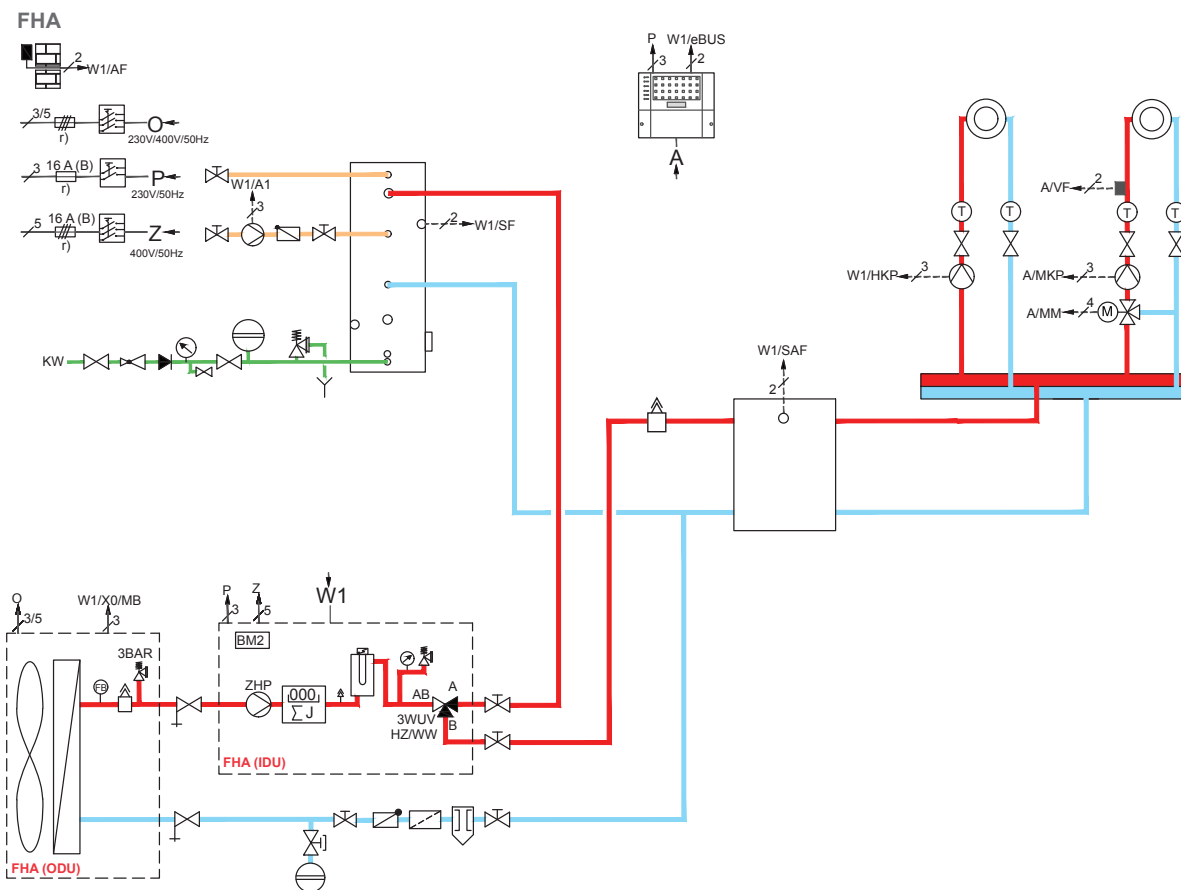 FHA
2
W1/AF
3/5
r)
O
230V/400V/50Hz
3
16 A (B)
r)
P
230V/50Hz
5
16 A (B)
r)
Z
400V/50Hz
W1/A1
3
2
W1/SF
KW
P
W1/eBUS
3
2
A
A/VF
2
T
T
T
T
W1/HKP
3
A/MKP
3
A/MM
4
M
W1/SAF
2
O
3/5
W1/X0/MB
3
P
3
Z
5
W1
BM2
3BAR
FB
ZHP
000
∑ J
AB
A
B
3WUV
HZ/WW
FHA (IDU)
FHA (ODU)